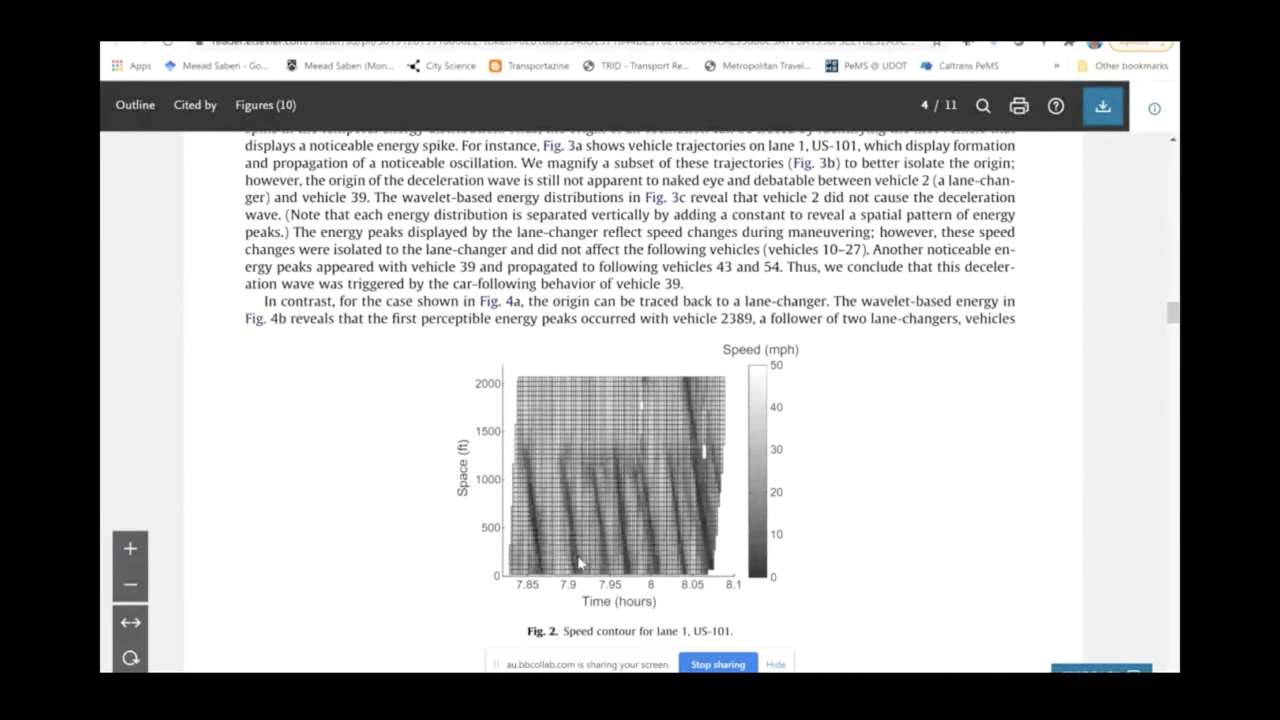 Apps Meead Saberi - Go... Meead Saberi (Mon... City Science Transportazine TRID - Transport Re... Metropolitan Travel... PeMS @ UDOT Caltrans PeMS » Other bookmarks
Outline Cited by Figures (10) 4 / 11
displays a noticeable energy spike. For instance, Fig. 3a shows vehicle trajectories on lane 1, US-101, which display formation
and propagation of a noticeable oscillation. We magnify a subset of these trajectories (Fig. 3b) to better isolate the origin;
however, the origin of the deceleration wave is still not apparent to naked eye and debatable between vehicle 2 (a lane-chan-
ger) and vehicle 39. The wavelet-based energy distributions in Fig. 3c reveal that vehicle 2 did not cause the deceleration
wave. (Note that each energy distribution is separated vertically by adding a constant to reveal a spatial pattern of energy
peaks.) The energy peaks displayed by the lane-changer reflect speed changes during maneuvering; however, these speed
changes were isolated to the lane-changer and did not affect the following vehicles (vehicles 10–27). Another noticeable en-
ergy peaks appeared with vehicle 39 and propagated to following vehicles 43 and 54. Thus, we conclude that this deceler-
ation wave was triggered by the car-following behavior of vehicle 39.
In contrast, for the case shown in Fig. 4a, the origin can be traced back to a lane-changer. The wavelet-based energy in
Fig. 4b reveals that the first perceptible energy peaks occurred with vehicle 2389, a follower of two lane-changers, vehicles
Speed (mph)
50
40
30
20
10
0
Space (ft)
2000
1500
1000
500
0
7.85 7.9 7.95 8 8.05 8.1
Time (hours)
Fig. 2. Speed contour for lane 1, US-101.
au.bbcollab.com is sharing your screen. Stop sharing Hide